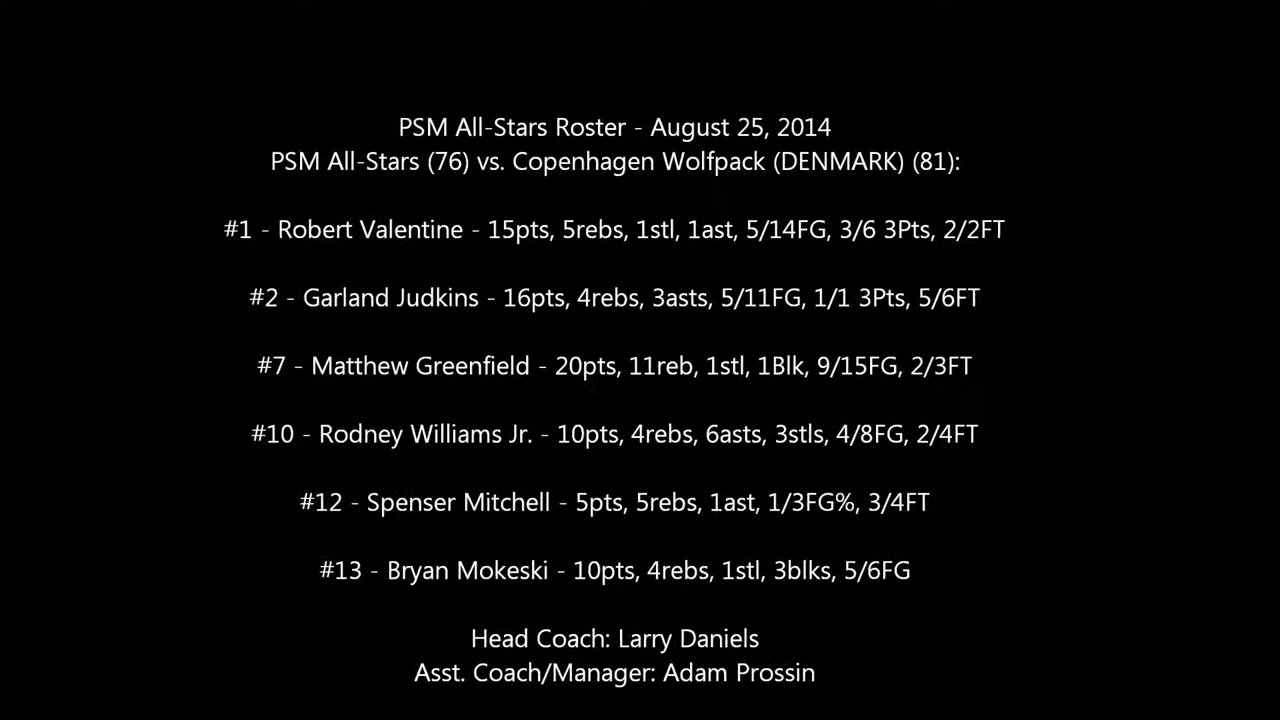 PSM All-Stars Roster - August 25, 2014
PSM All-Stars (76) vs. Copenhagen Wolfpack (DENMARK) (81):
#1 - Robert Valentine - 15pts, 5rebs, 1stl, 1ast, 5/14FG, 3/6 3Pts, 2/2FT
#2 - Garland Judkins - 16pts, 4rebs, 3asts, 5/11FG, 1/1 3Pts, 5/6FT
#7 - Matthew Greenfield - 20pts, 11reb, 1stl, 1Blk, 9/15FG, 2/3FT
#10 - Rodney Williams Jr. - 10pts, 4rebs, 6asts, 3stls, 4/8FG, 2/4FT
#12 - Spenser Mitchell - 5pts, 5rebs, 1ast, 1/3FG%, 3/4FT
#13 - Bryan Mokeski - 10pts, 4rebs, 1stl, 3blks, 5/6FG
Head Coach: Larry Daniels
Asst. Coach/Manager: Adam Prossin